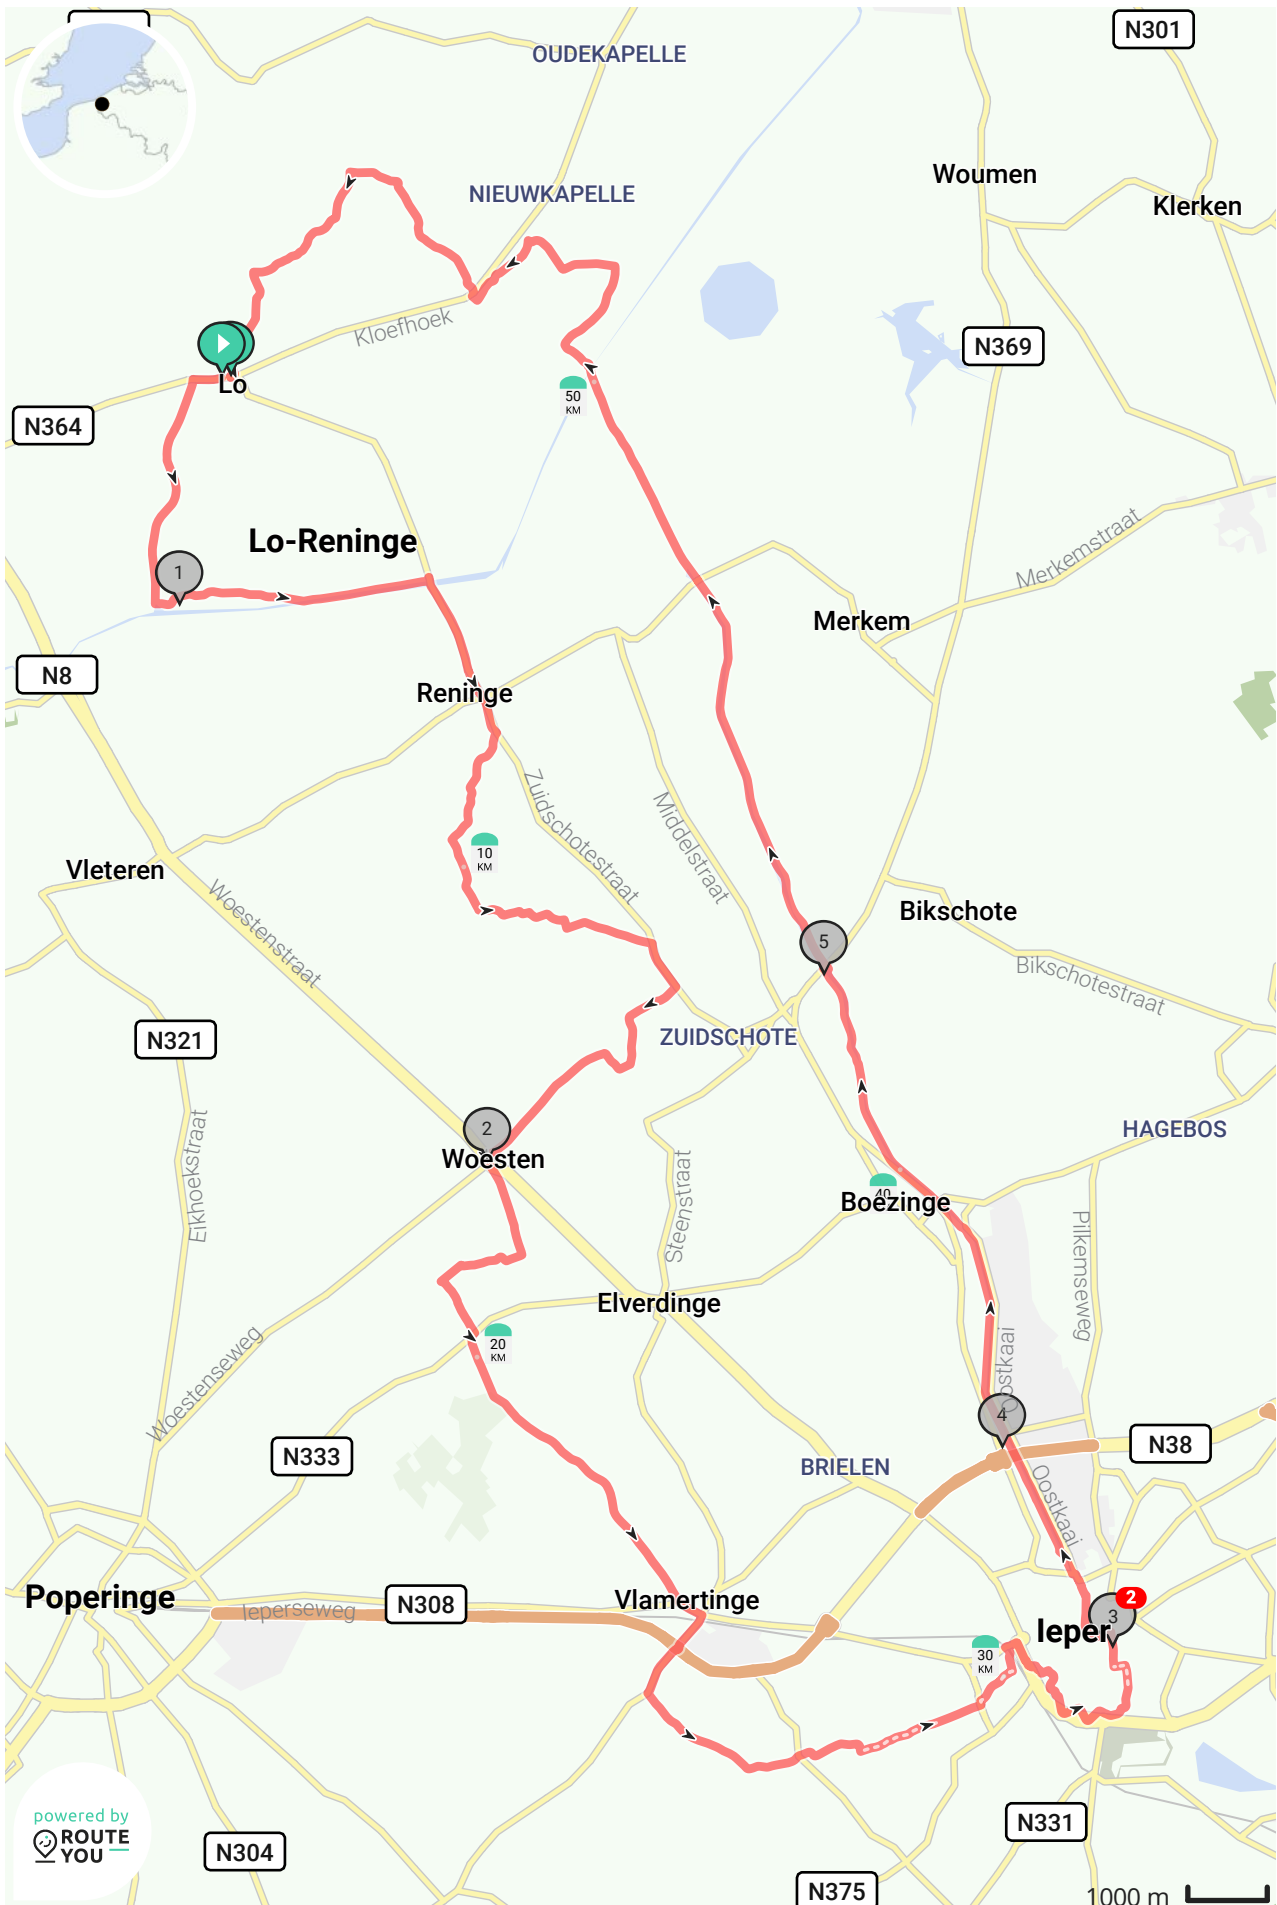 N301
OUDEKAPELLE
Woumen
NIEUWKAPELLE
Klerken
Kloefhoek
N369
Lo
50
KM
N364
Lo-Reninge
Merkemstraat
1
Merkem
N8
Reninge
Zuidschotestraat
Middelstraat
10
KM
Vleteren
Woestenstraat
Bikschote
5
Bikschotestraat
N321
ZUIDSCHOTE
Eikhoekstraat
2
Woesten
HAGEBOS
Steenstraat
40
Boezinge
Pilkemseweg
Elverdinge
20
KM
Oostkaai
Woestenseweg
4
N333
N38
BRIELEN
Oostkaai
Poperinge
Ieperseweg
N308
Vlamertinge
2
3
Ieper
30
KM
powered by
ROUTE
YOU
N304
N331
N375
1000 m